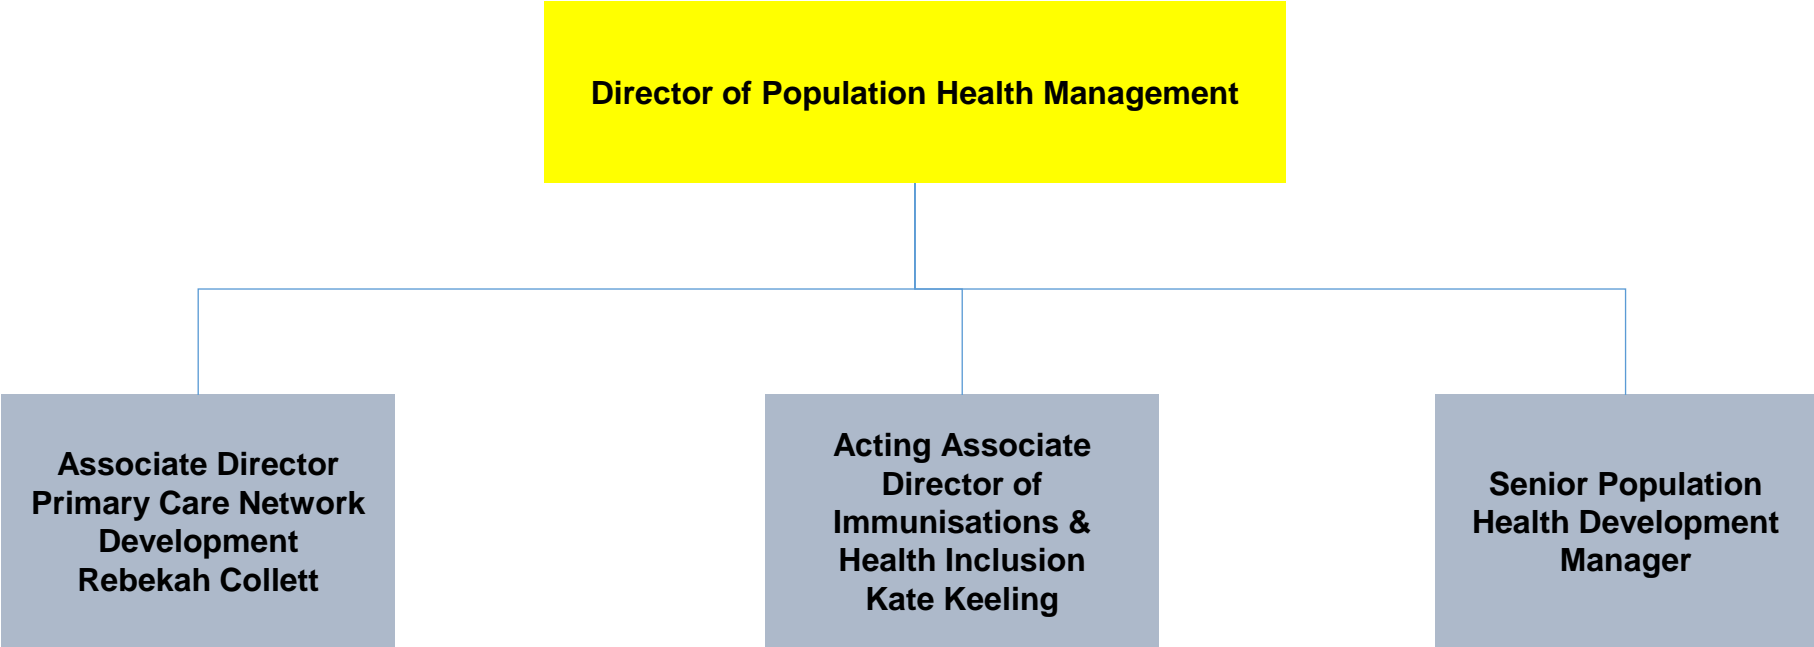 Director of Population Health Management
Associate Director
Primary Care Network
Development
Rebekah Collett
Acting Associate
Director of
Immunisations &
Health Inclusion
Kate Keeling
Senior Population
Health Development
Manager